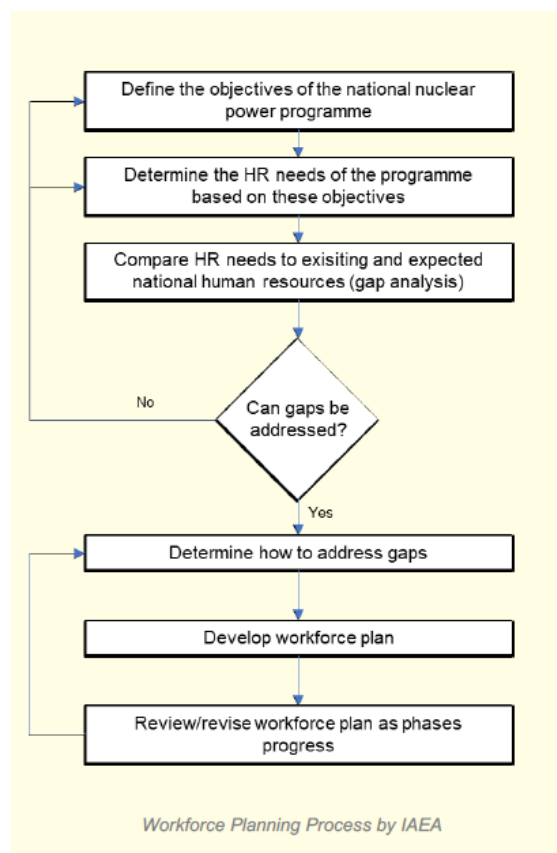 Define the objectives of the national nuclear
power programme
Determine the HR needs of the programme
based on these objectives
Compare HR needs to exisiting and expected
national human resources (gap analysis)
Can gaps be
addressed?
No
Yes
Determine how to address gaps
Develop workforce plan
Review/revise workforce plan as phases
progress
Workforce Planning Process by IAEA